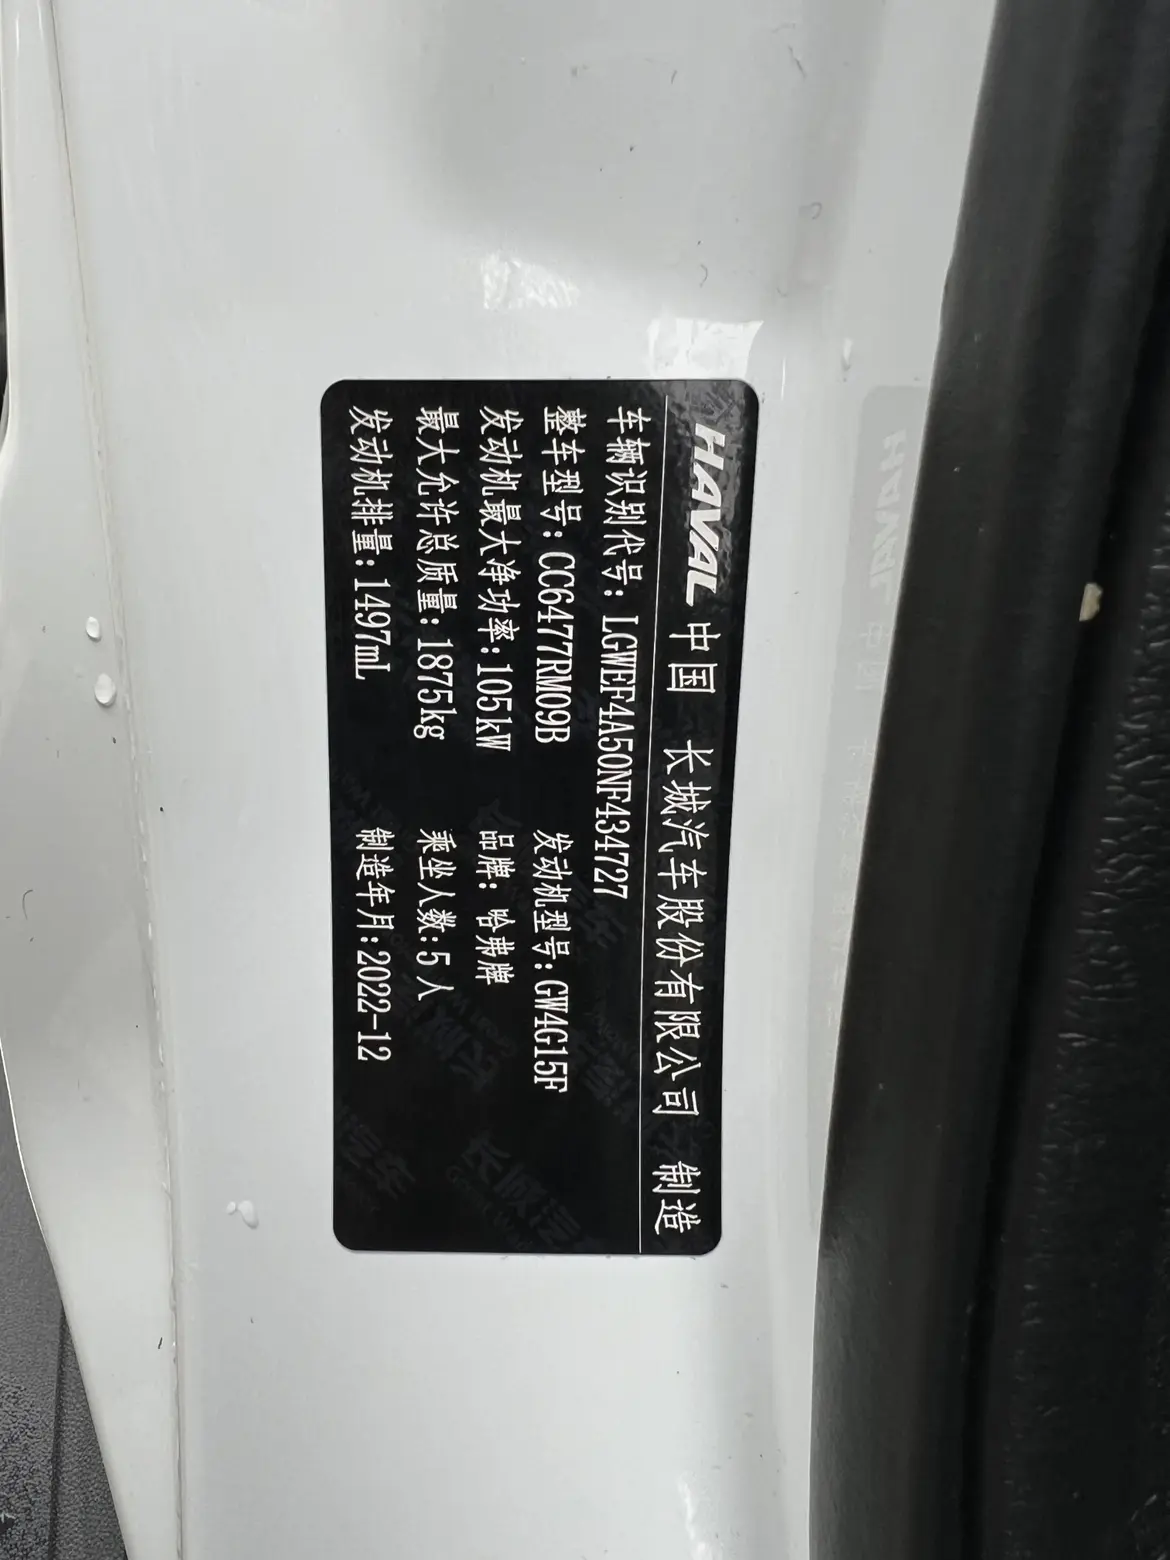 HAVAL 中国 长城汽车股份有限公司 制造
车辆识别代号: LGWEF4A50NF434727
整车型号: CC6477RM09B 发动机型号: GW4G15F
发动机最大净功率: 105kW 品牌: 哈弗牌
最大允许总质量: 1875kg 乘坐人数: 5人
发动机排量: 1497mL 制造年月: 2022-12